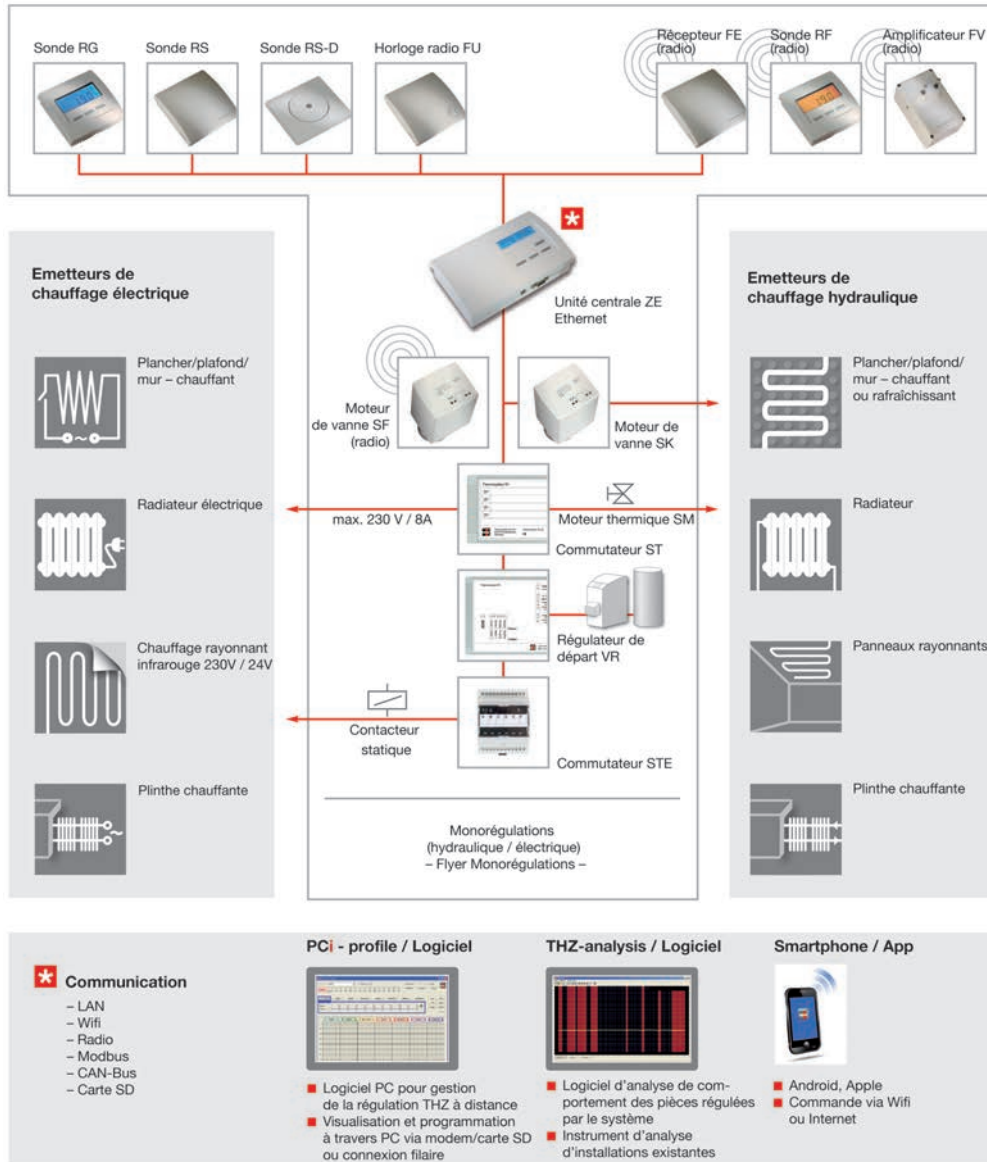 Sonde RG
Sonde RS
Sonde RS-D
Horloge radio FU
Récepteur FE
(radio)
Sonde RF
(radio)
Amplificateur FV
(radio)
Unité centrale ZE
Ethernet
Emetteurs de
chauffage électrique
Plancher/plafond/
mur – chauffant
Radiateur électrique
Chauffage rayonnant
infrarouge 230V / 24V
Plinthe chauffante
Moteur
de vanne SF
(radio)
Moteur de
vanne SK
max. 230 V / 8A
Moteur thermique SM
Commutateur ST
Régulateur de
départ VR
Contacteur
statique
Commutateur STE
Monorégulations
(hydraulique / électrique)
– Flyer Monorégulations –
Emetteurs de
chauffage hydraulique
Plancher/plafond/
mur – chauffant
ou rafraîchissant
Radiateur
Panneaux rayonnants
Plinthe chauffante
* Communication
– LAN
– Wifi
– Radio
– Modbus
– CAN-Bus
– Carte SD
PCi - profile / Logiciel
Logiciel PC pour gestion
de la régulation THZ à distance
Visualisation et programmation
à travers PC via modem/carte SD
ou connexion filaire
THZ-analysis / Logiciel
Logiciel d'analyse de com-
portement des pièces régulées
par le système
Instrument d'analyse
d'installations existantes
Smartphone / App
Android, Apple
Commande via Wifi
ou Internet